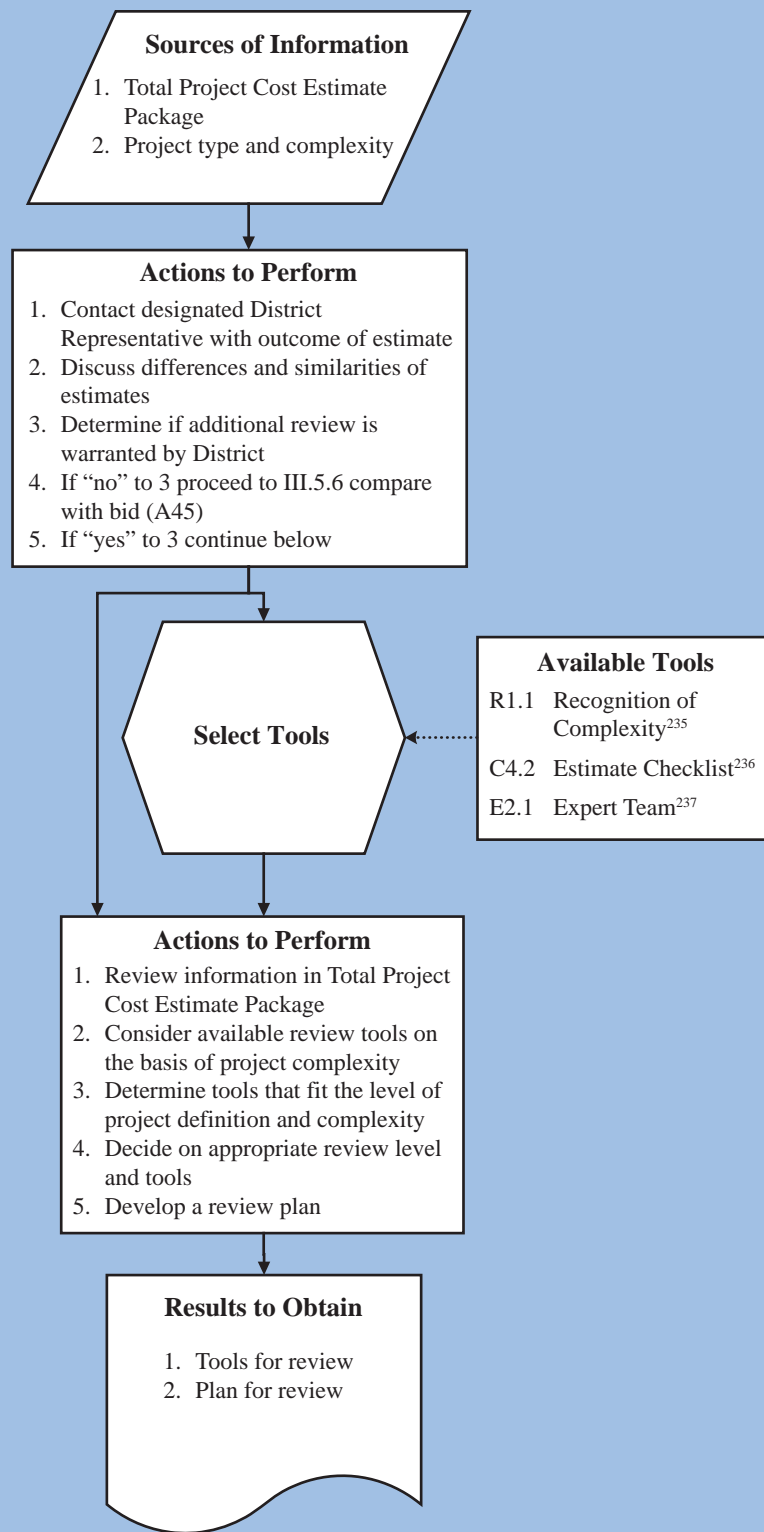 Sources of Information
1. Total Project Cost Estimate
Package
2. Project type and complexity
Actions to Perform
1. Contact designated District
Representative with outcome of estimate
2. Discuss differences and similarities of
estimates
3. Determine if additional review is
warranted by District
4. If “no” to 3 proceed to III.5.6 compare
with bid (A45)
5. If “yes” to 3 continue below
Select Tools
Available Tools
R1.1 Recognition of
Complexity235
C4.2 Estimate Checklist236
E2.1 Expert Team237
Actions to Perform
1. Review information in Total Project
Cost Estimate Package
2. Consider available review tools on
the basis of project complexity
3. Determine tools that fit the level of
project definition and complexity
4. Decide on appropriate review level
and tools
5. Develop a review plan
Results to Obtain
1. Tools for review
2. Plan for review